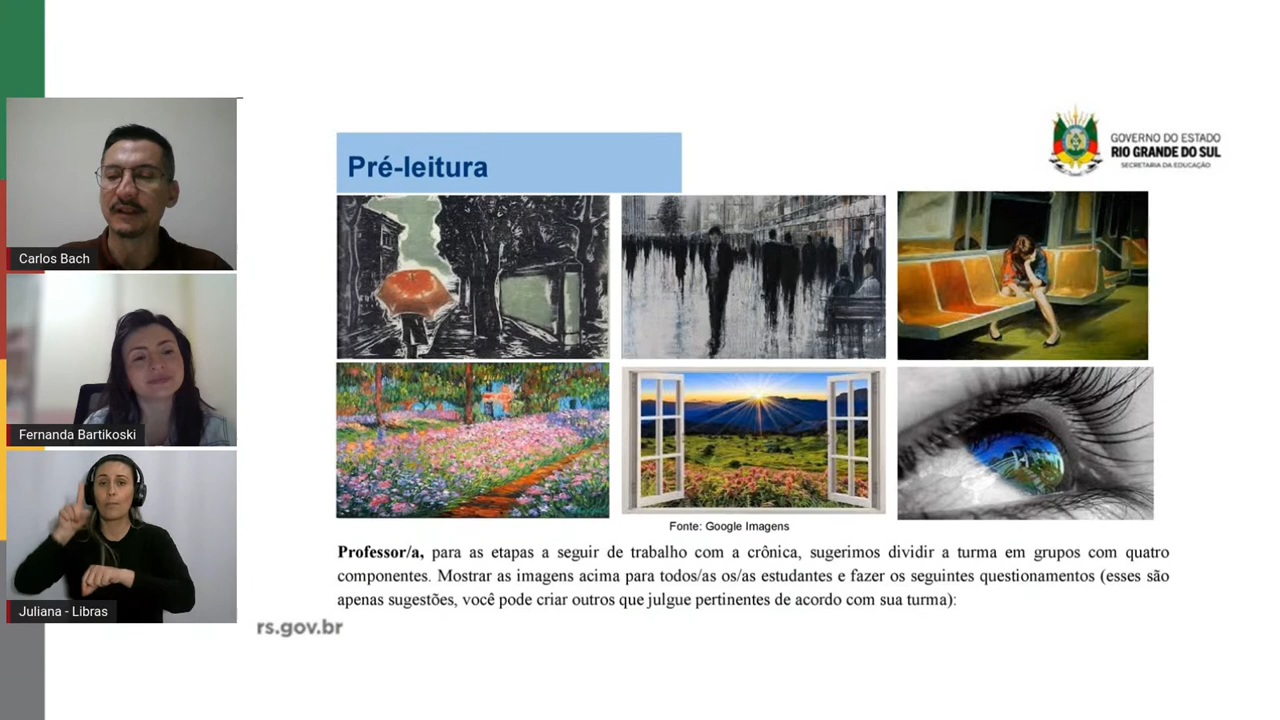 Pré-leitura
GOVERNO DO ESTADO
RIO GRANDE DO SUL
SECRETARIA DA EDUCAÇÃO
Carlos Bach
Fernanda Bartikoski
Juliana - Libras
Fonte: Google Imagens
Professor/a, para as etapas a seguir de trabalho com a crônica, sugerimos dividir a turma em grupos com quatro
componentes. Mostrar as imagens acima para todos/as os/as estudantes e fazer os seguintes questionamentos (esses são
apenas sugestões, você pode criar outros que julgue pertinentes de acordo com sua turma):
rs.gov.br